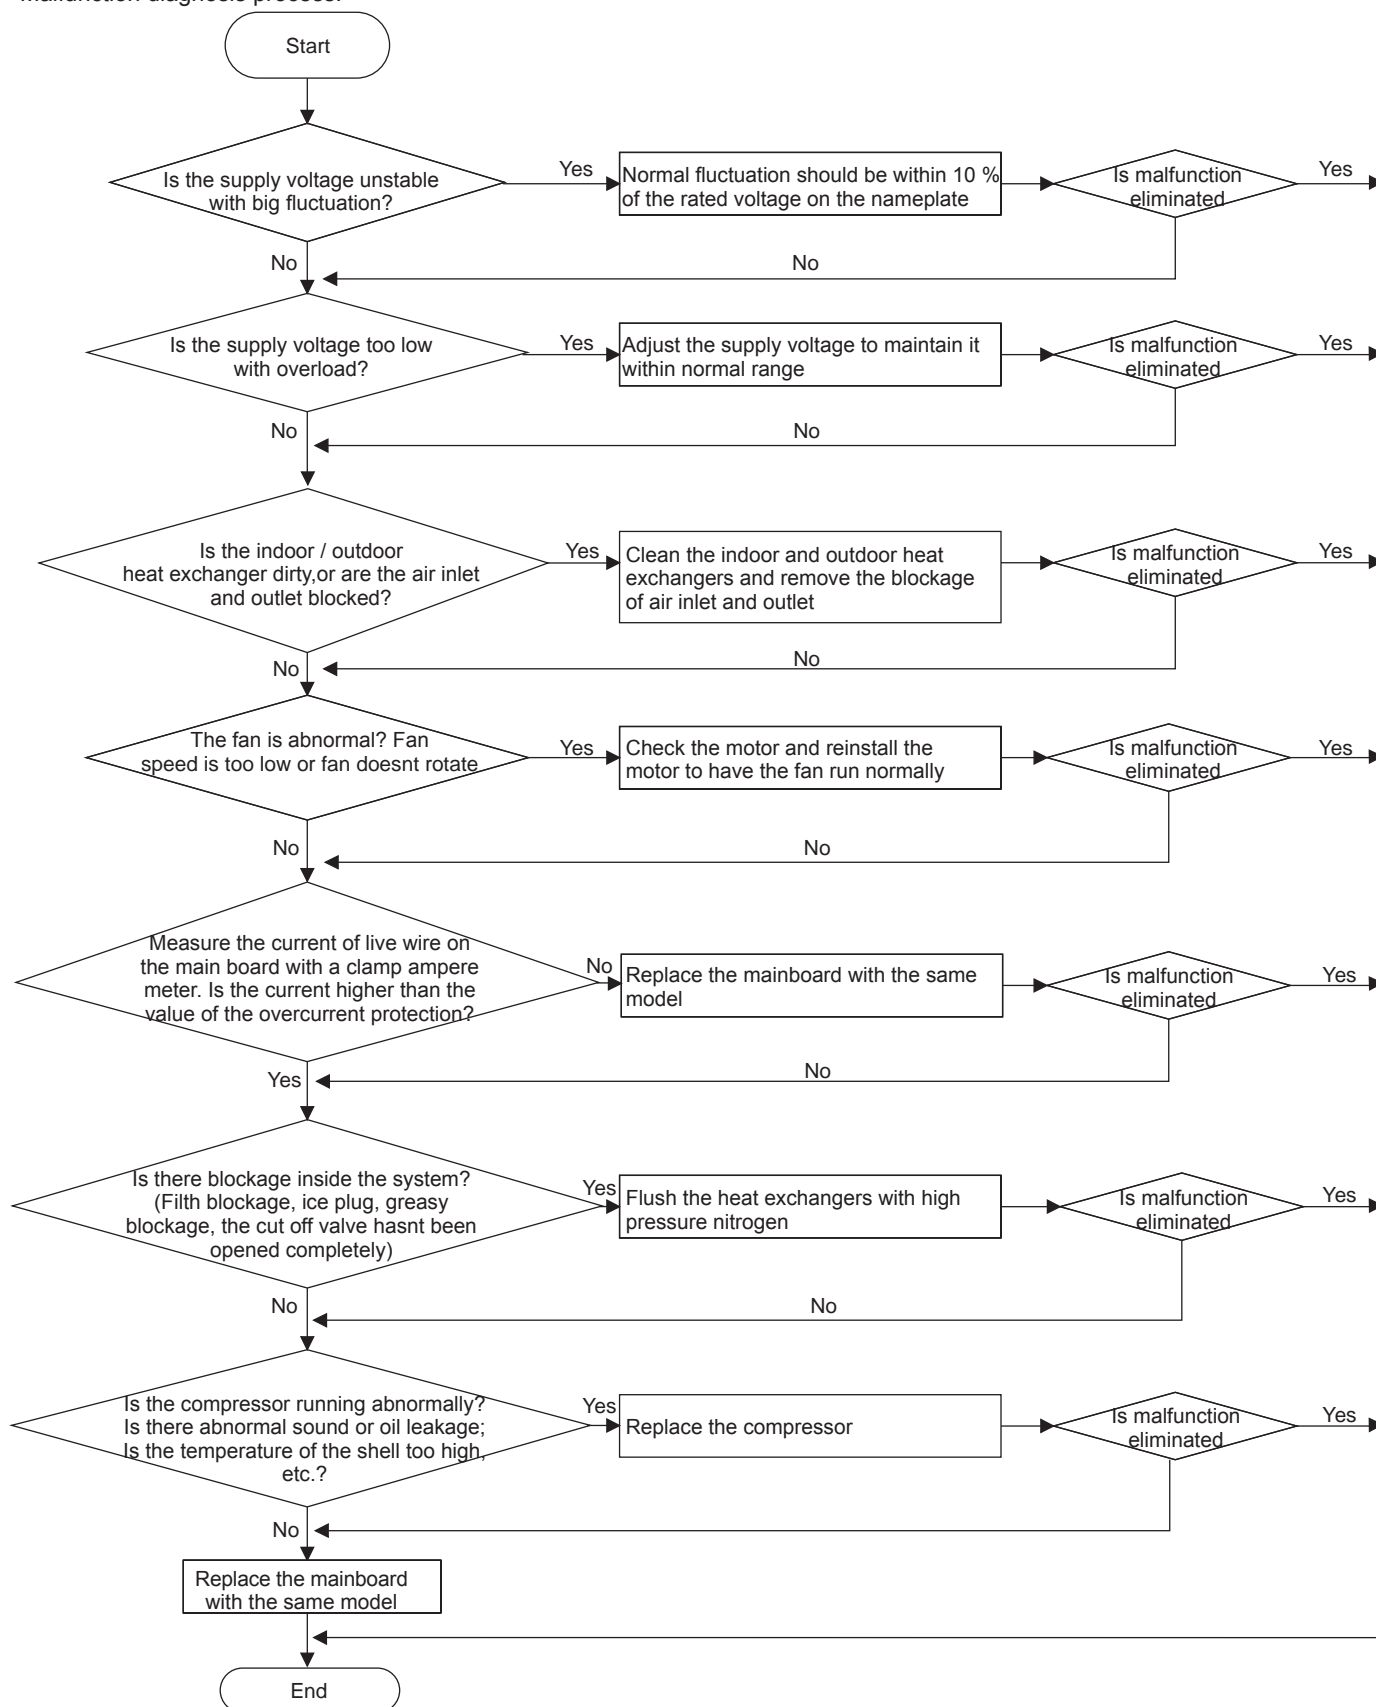 Malfunction diagnosis process:
Start
Is the supply voltage unstable
with big fluctuation?
Yes
Normal fluctuation should be within 10 %
of the rated voltage on the nameplate
Is malfunction
eliminated
Yes
No
No
Is the supply voltage too low
with overload?
Yes
Adjust the supply voltage to maintain it
within normal range
Is malfunction
eliminated
Yes
No
No
Is the indoor / outdoor
heat exchanger dirty,or are the air inlet
and outlet blocked?
Yes
Clean the indoor and outdoor heat
exchangers and remove the blockage
of air inlet and outlet
Is malfunction
eliminated
Yes
No
No
The fan is abnormal? Fan
speed is too low or fan doesnt rotate
Yes
Check the motor and reinstall the
motor to have the fan run normally
Is malfunction
eliminated
Yes
No
No
Measure the current of live wire on
the main board with a clamp ampere
meter. Is the current higher than the
value of the overcurrent protection?
No
Replace the mainboard with the same
model
Is malfunction
eliminated
Yes
Yes
No
Is there blockage inside the system?
(Filth blockage, ice plug, greasy
blockage, the cut off valve hasnt been
opened completely)
Yes
Flush the heat exchangers with high
pressure nitrogen
Is malfunction
eliminated
Yes
No
No
Is the compressor running abnormally?
Is there abnormal sound or oil leakage;
Is the temperature of the shell too high,
etc.?
Yes
Replace the compressor
Is malfunction
eliminated
Yes
No
Replace the mainboard
with the same model
End